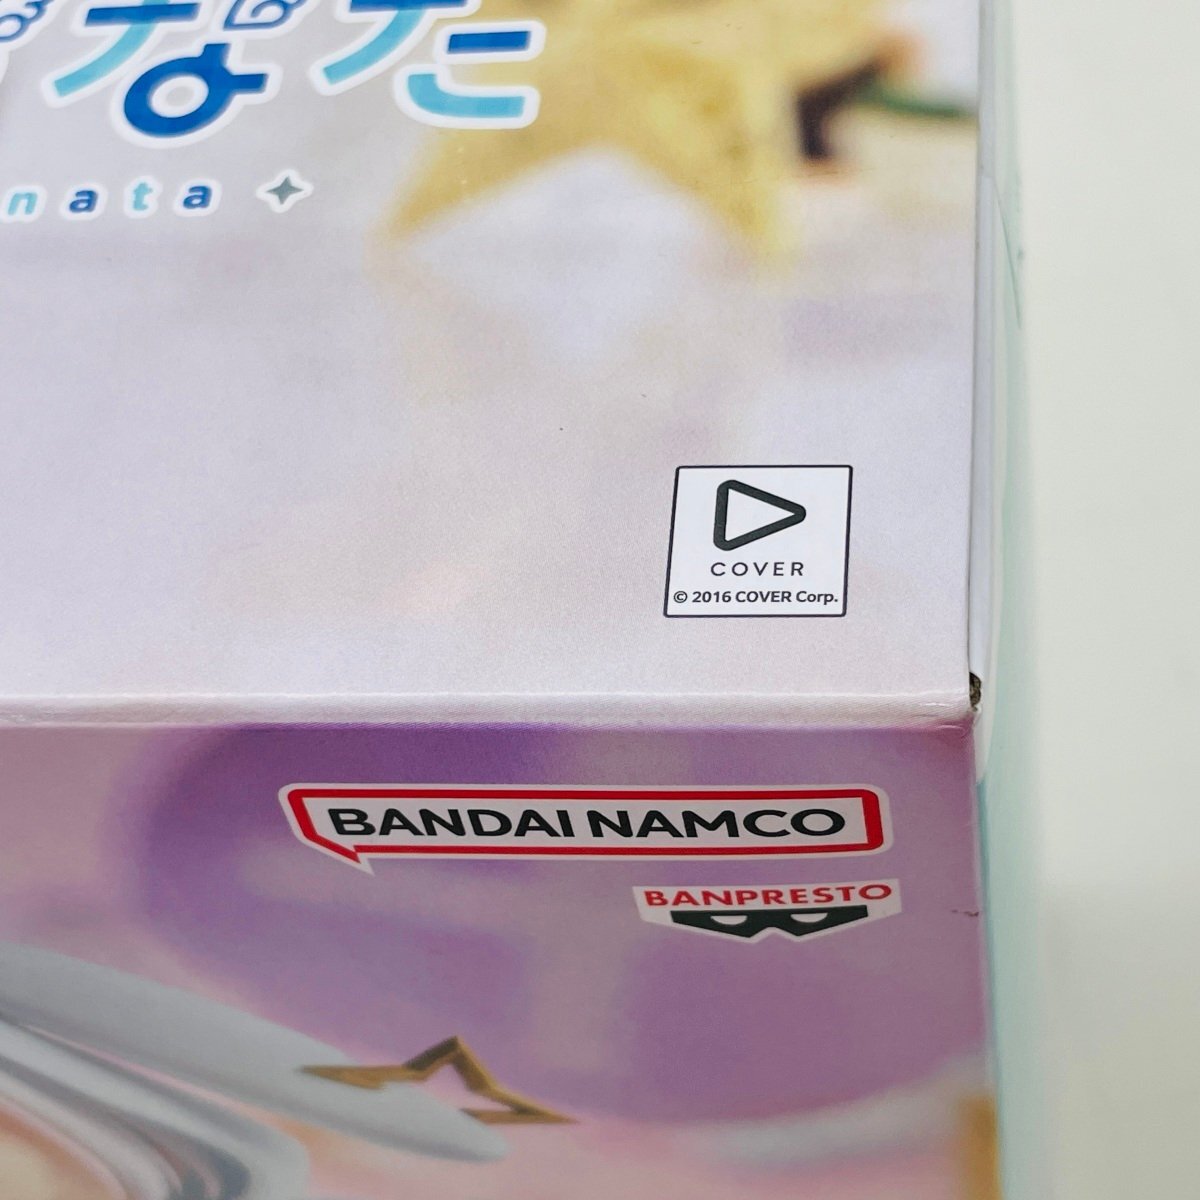 なた
nata
COVER
© 2016 COVER Corp.
BANDAI NAMCO
BANPRESTO